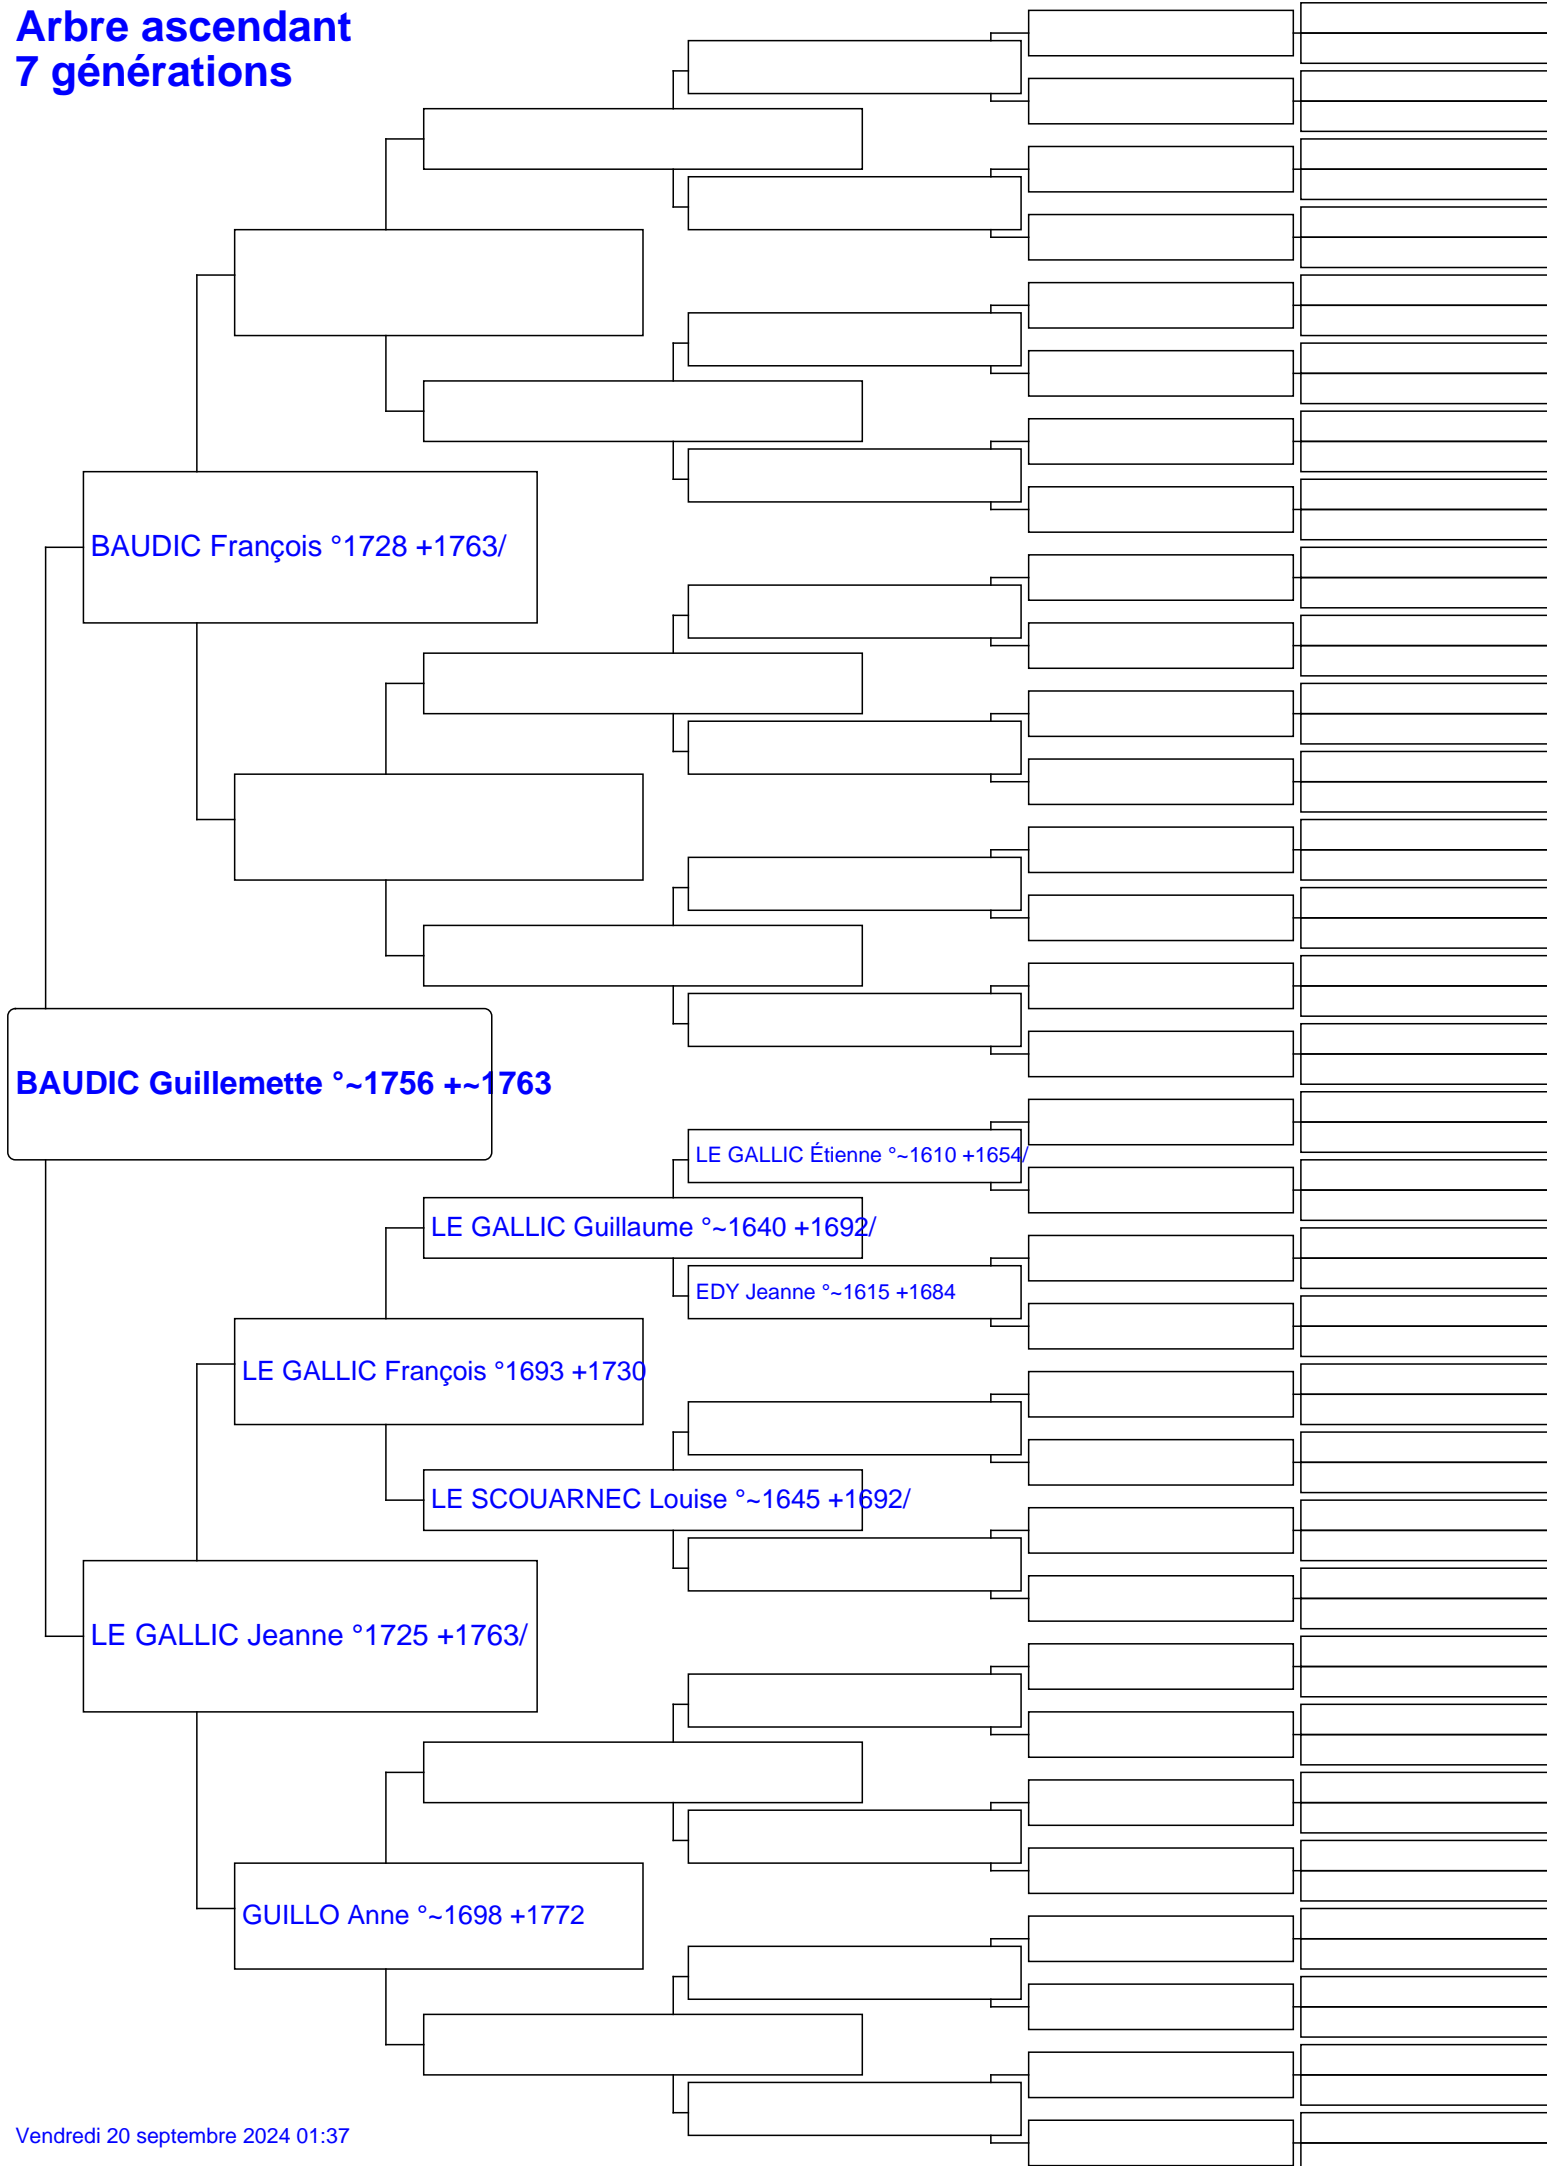 Arbre ascendant
7 générations
BAUDIC François °1728 +1763/
BAUDIC Guillemette °~1756 +~1763
LE GALLIC Étienne °~1610 +1654/
LE GALLIC Guillaume °~1640 +1692/
EDY Jeanne °~1615 +1684
LE GALLIC François °1693 +1730
LE SCOUARNEC Louise °~1645 +1692/
LE GALLIC Jeanne °1725 +1763/
GUILLO Anne °~1698 +1772
Vendredi 20 septembre 2024 01:37